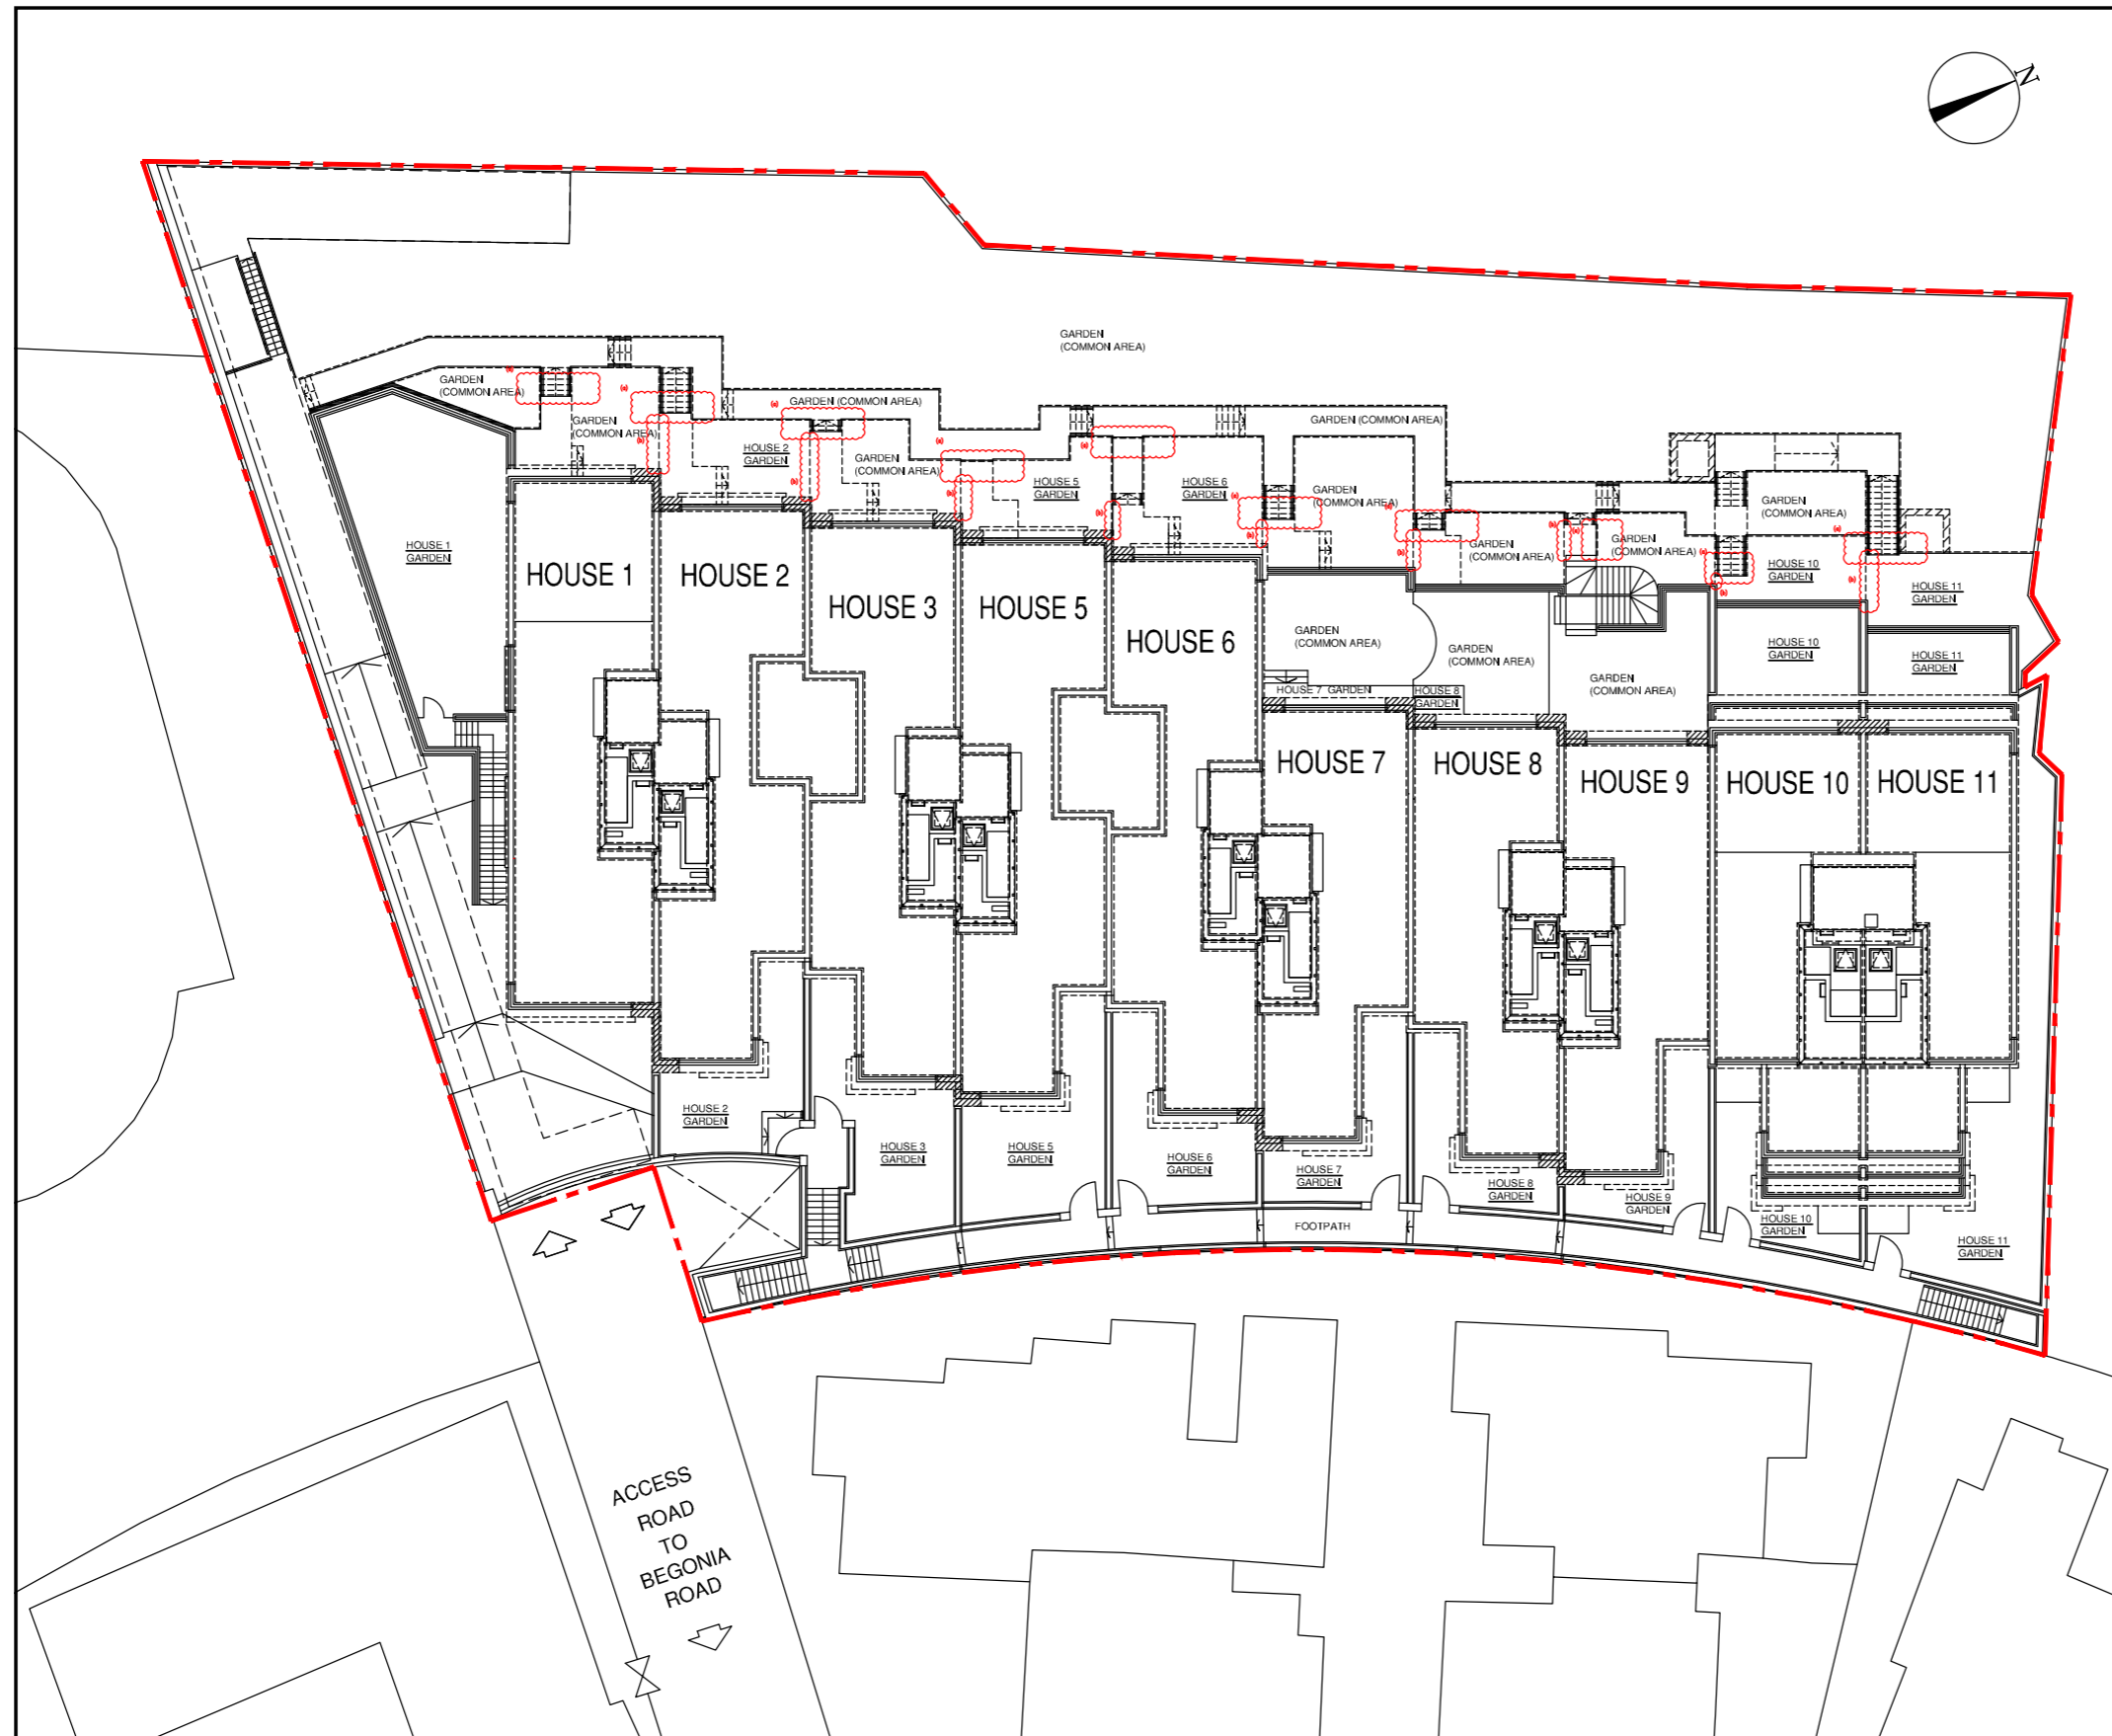 N
GARDEN
(COMMON AREA)
GARDEN
(COMMON AREA)
GARDEN
(COMMON AREA)
GARDEN (COMMON AREA)
HOUSE 2
GARDEN
GARDEN
(COMMON AREA)
HOUSE 5
GARDEN
HOUSE 6
GARDEN
GARDEN (COMMON AREA)
GARDEN
(COMMON AREA)
GARDEN
(COMMON AREA)
GARDEN
(COMMON AREA)
GARDEN
(COMMON AREA)
HOUSE 10
GARDEN
HOUSE 11
GARDEN
HOUSE 1
GARDEN
HOUSE 1
HOUSE 2
HOUSE 3
HOUSE 5
HOUSE 6
GARDEN
(COMMON AREA)
GARDEN
(COMMON AREA)
GARDEN
(COMMON AREA)
HOUSE 10
GARDEN
HOUSE 11
GARDEN
HOUSE 7 GARDEN
HOUSE 8
GARDEN
HOUSE 7
HOUSE 8
HOUSE 9
HOUSE 10
HOUSE 11
HOUSE 2
GARDEN
HOUSE 3
GARDEN
HOUSE 5
GARDEN
HOUSE 6
GARDEN
HOUSE 7
GARDEN
HOUSE 8
GARDEN
HOUSE 9
GARDEN
HOUSE 10
GARDEN
HOUSE 11
GARDEN
FOOTPATH
ACCESS
ROAD
TO
BEGONIA
ROAD